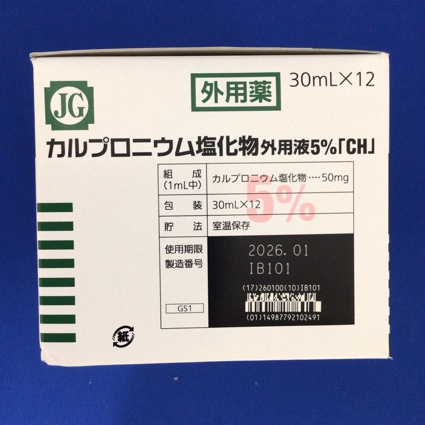 JG
外用薬
30mL×12
カルプロニウム塩化物外用液5%「CH」
組成
(1mL中)
カルプロニウム塩化物‥‥50mg
5%
包装
30mL×12
貯法
室温保存
使用期限
2026.01
製造番号
IB101
(17)260100(10)IB101
GS1
(01)14987792102491
紙